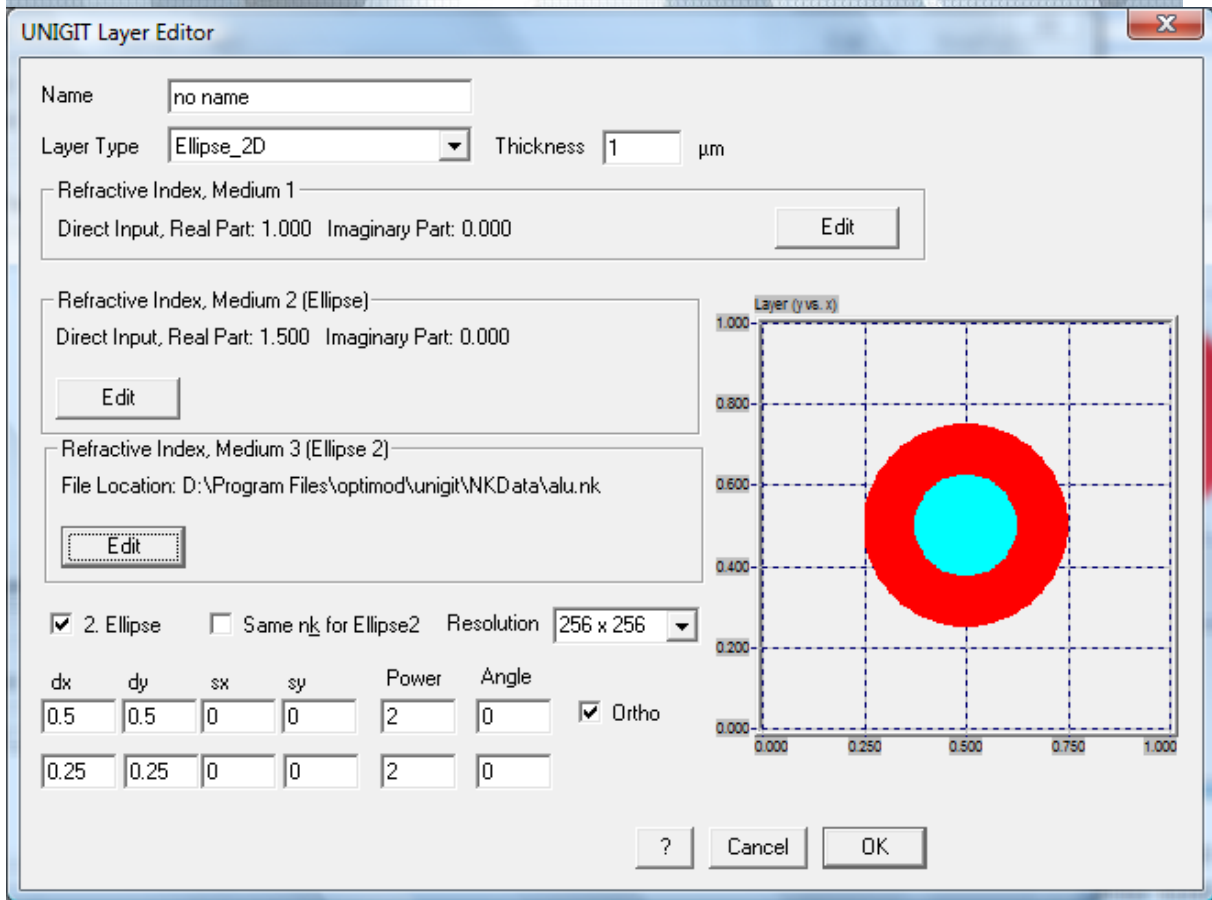 UNIGIT Layer Editor
x
Name no name
Layer Type Ellipse_2D Thickness 1 µm
Refractive Index, Medium 1
Direct Input, Real Part: 1.000 Imaginary Part: 0.000 Edit
Refractive Index, Medium 2 (Ellipse)
Direct Input, Real Part: 1.500 Imaginary Part: 0.000
Edit
Refractive Index, Medium 3 (Ellipse 2)
File Location: D:\Program Files\optimod\unigit\NKData\alu.nk
Edit
2. Ellipse Same nk for Ellipse2 Resolution 256 x 256
dx dy sx sy Power Angle
0.5 0.5 0 0 2 0 Ortho
0.25 0.25 0 0 2 0
Layer (y vs. x)
1.000
0.800
0.600
0.400
0.200
0.000
0.000 0.250 0.500 0.750 1.000
? Cancel OK